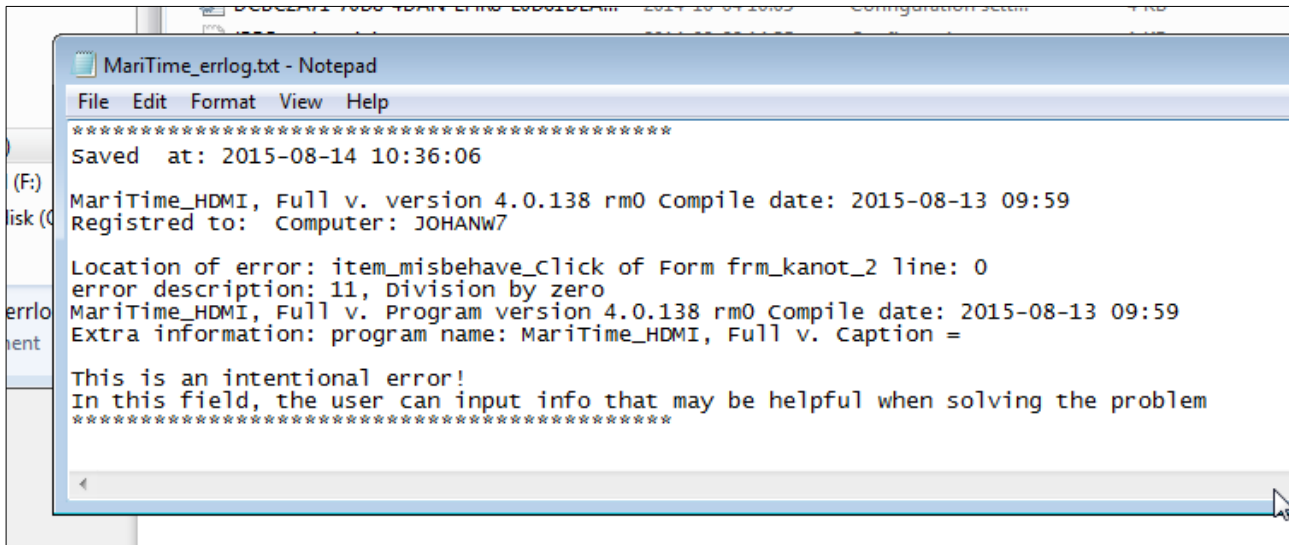 MariTime_errlog.txt - Notepad
File Edit Format View Help
********************************************
Saved  at: 2015-08-14 10:36:06
MariTime_HDMI, Full v. version 4.0.138 rm0 Compile date: 2015-08-13 09:59
Registred to:  Computer: JOHANW7
Location of error: item_misbehave_Click of Form frm_kanot_2 line: 0
error description: 11, Division by zero
MariTime_HDMI, Full v. Program version 4.0.138 rm0 Compile date: 2015-08-13 09:59
Extra information: program name: MariTime_HDMI, Full v. Caption =
This is an intentional error!
In this field, the user can input info that may be helpful when solving the problem
********************************************
(F:)
isk (
errlo
ent